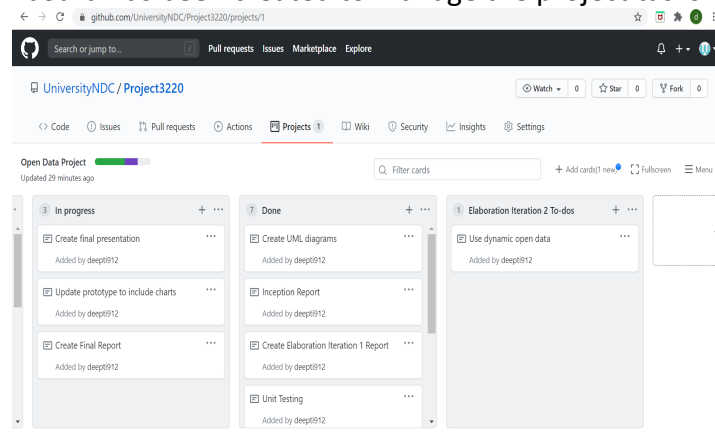 github.com/UniversityNDC/Project3220/projects/1
Search or jump to...
/
Pull requests Issues Marketplace Explore
UniversityNDC / Project3220
Watch 0 Star 0 Fork 0
Code Issues Pull requests Actions Projects 1 Wiki Security Insights Settings
Open Data Project
Updated 29 minutes ago
Filter cards
+ Add cards(1 new) Fullscreen Menu
3 In progress
Create final presentation
Added by deepti912
Update prototype to include charts
Added by deepti912
Create Final Report
Added by deepti912
7 Done
Create UML diagrams
Added by deepti912
Inception Report
Added by deepti912
Create Elaboration Iteration 1 Report
Added by deepti912
Unit Testing
Added by deepti912
1 Elaboration Iteration 2 To-dos
Use dynamic open data
Added by deepti912